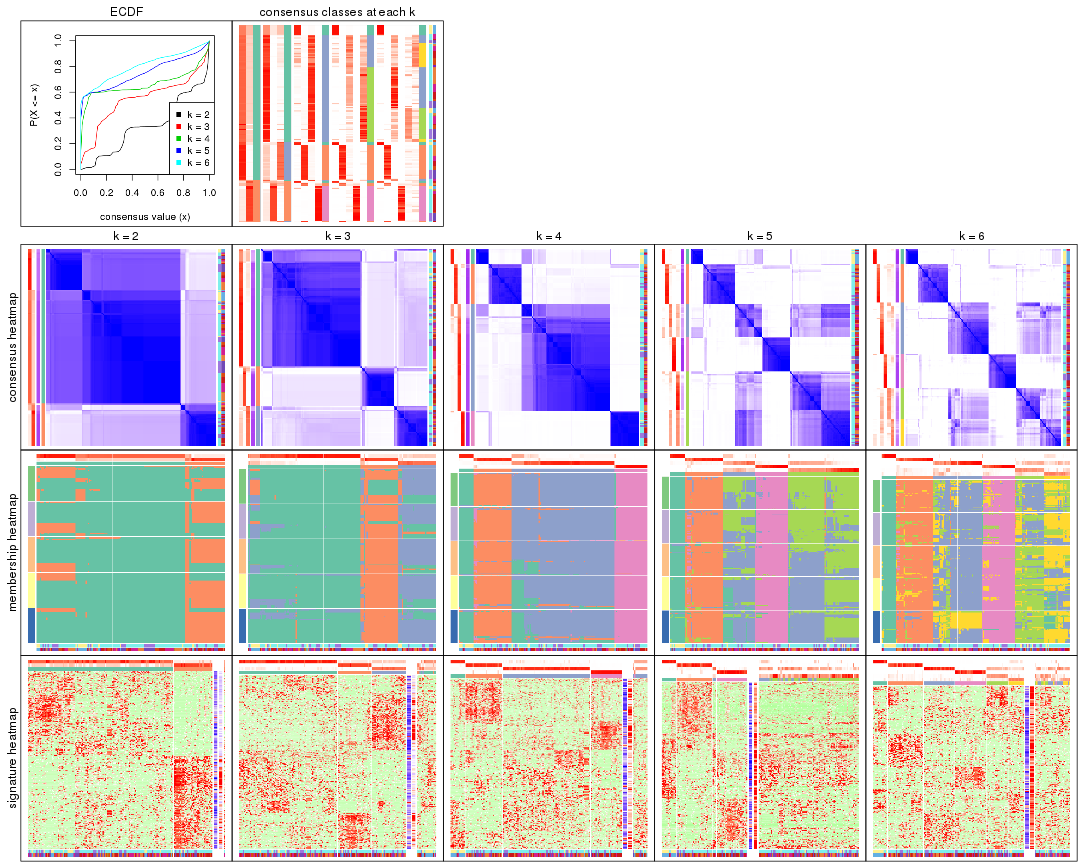 ECDF
consensus classes at each k
P(X <= x)
0.0 0.2 0.4 0.6 0.8 1.0
k = 2
k = 3
k = 4
k = 5
k = 6
0.0 0.2 0.4 0.6 0.8 1.0
consensus value (x)
k = 2
k = 3
k = 4
k = 5
k = 6
consensus heatmap
membership heatmap
signature heatmap